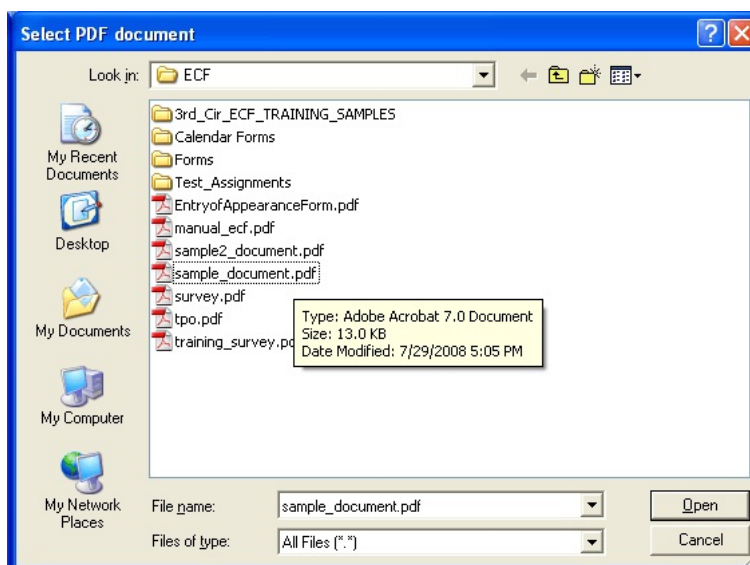 Select PDF document
Look in: ECF
My Recent
Documents
Desktop
My Documents
My Computer
My Network
Places
3rd_Cir_ECF_TRAINING_SAMPLES
Calendar Forms
Forms
Test_Assignments
EntryofAppearanceForm.pdf
manual_ecf.pdf
sample2_document.pdf
sample_document.pdf
survey.pdf
tpo.pdf
training_survey.pd
Type: Adobe Acrobat 7.0 Document
Size: 13.0 KB
Date Modified: 7/29/2008 5:05 PM
File name: sample_document.pdf Open
Files of type: All Files (*.*) Cancel